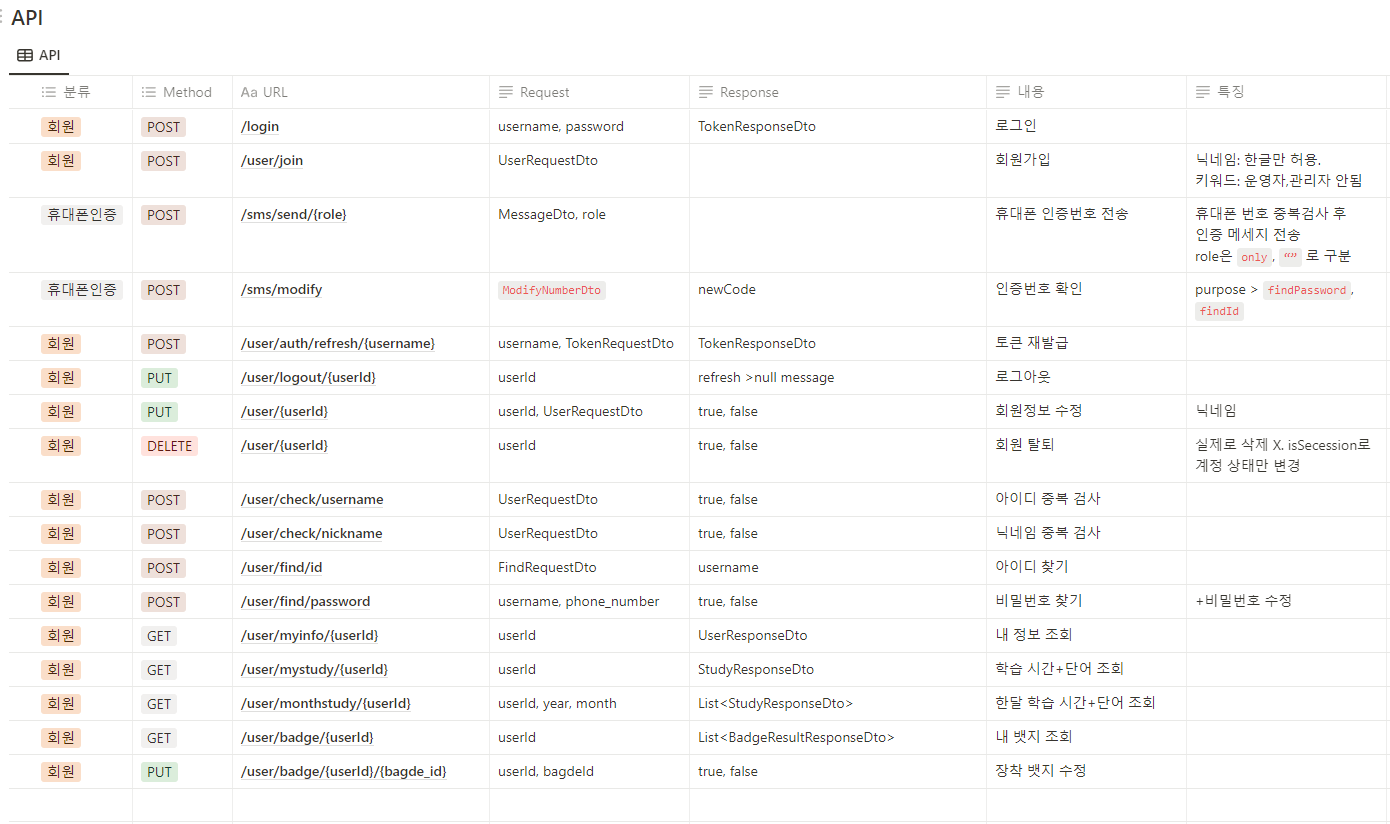 API
API
분류 Method Aa URL Request Response 내용 특징
회원 POST /login username, password TokenResponseDto 로그인
회원 POST /user/join UserRequestDto 회원가입 닉네임: 한글만 허용.
키워드: 운영자,관리자 안됨
휴대폰인증 POST /sms/send/{role} MessageDto, role 휴대폰 인증번호 전송 휴대폰 번호 중복검사 후
인증 메세지 전송
role은 only, “” 로 구분
휴대폰인증 POST /sms/modify ModifyNumberDto newCode 인증번호 확인 purpose > findPassword,
findId
회원 POST /user/auth/refresh/{username} username, TokenRequestDto TokenResponseDto 토큰 재발급
회원 PUT /user/logout/{userId} userId refresh >null message 로그아웃
회원 PUT /user/{userId} userId, UserRequestDto true, false 회원정보 수정 닉네임
회원 DELETE /user/{userId} userId true, false 회원 탈퇴 실제로 삭제 X. isSecession로
계정 상태만 변경
회원 POST /user/check/username UserRequestDto true, false 아이디 중복 검사
회원 POST /user/check/nickname UserRequestDto true, false 닉네임 중복 검사
회원 POST /user/find/id FindRequestDto username 아이디 찾기
회원 POST /user/find/password username, phone_number true, false 비밀번호 찾기 +비밀번호 수정
회원 GET /user/myinfo/{userId} userId UserResponseDto 내 정보 조회
회원 GET /user/mystudy/{userId} userId StudyResponseDto 학습 시간+단어 조회
회원 GET /user/monthstudy/{userId} userId, year, month List<StudyResponseDto> 한달 학습 시간+단어 조회
회원 GET /user/badge/{userId} userId List<BadgeResultResponseDto> 내 뱃지 조회
회원 PUT /user/badge/{userId}/{bagde_id} userId, bagdeId true, false 장착 뱃지 수정